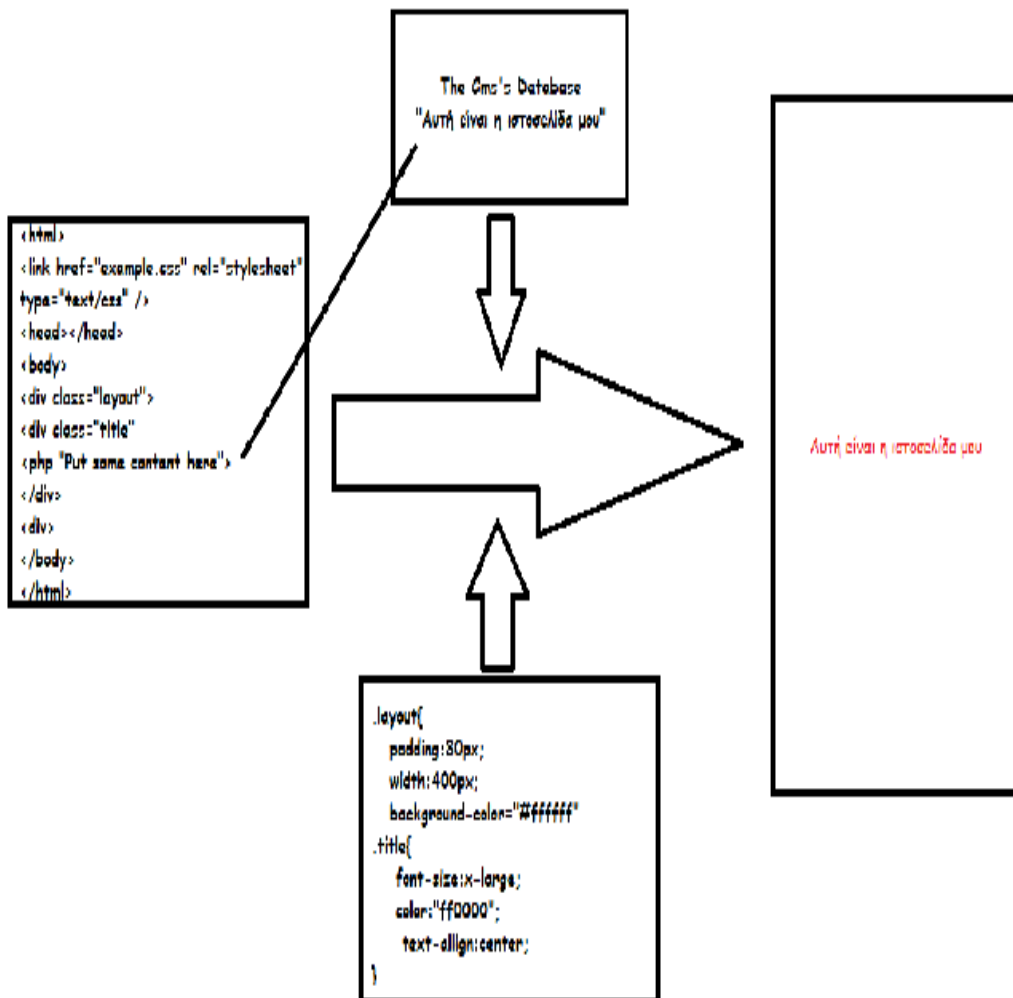 The Cms's Database
"Αυτή είναι η ιστοσελίδα μου"
<html>
<link href="example.css" rel="stylesheet"
type="text/css" />
<head></head>
<body>
<div class="layout">
<div class="title"
<php "Put some content here">
</div>
<div>
</body>
</html>
Αυτή είναι η ιστοσελίδα μου
.layout{
padding:80px;
width:400px;
background-color="#ffffff"
.title{
font-size:x-large;
color:"ff0000";
text-allign:center;
}